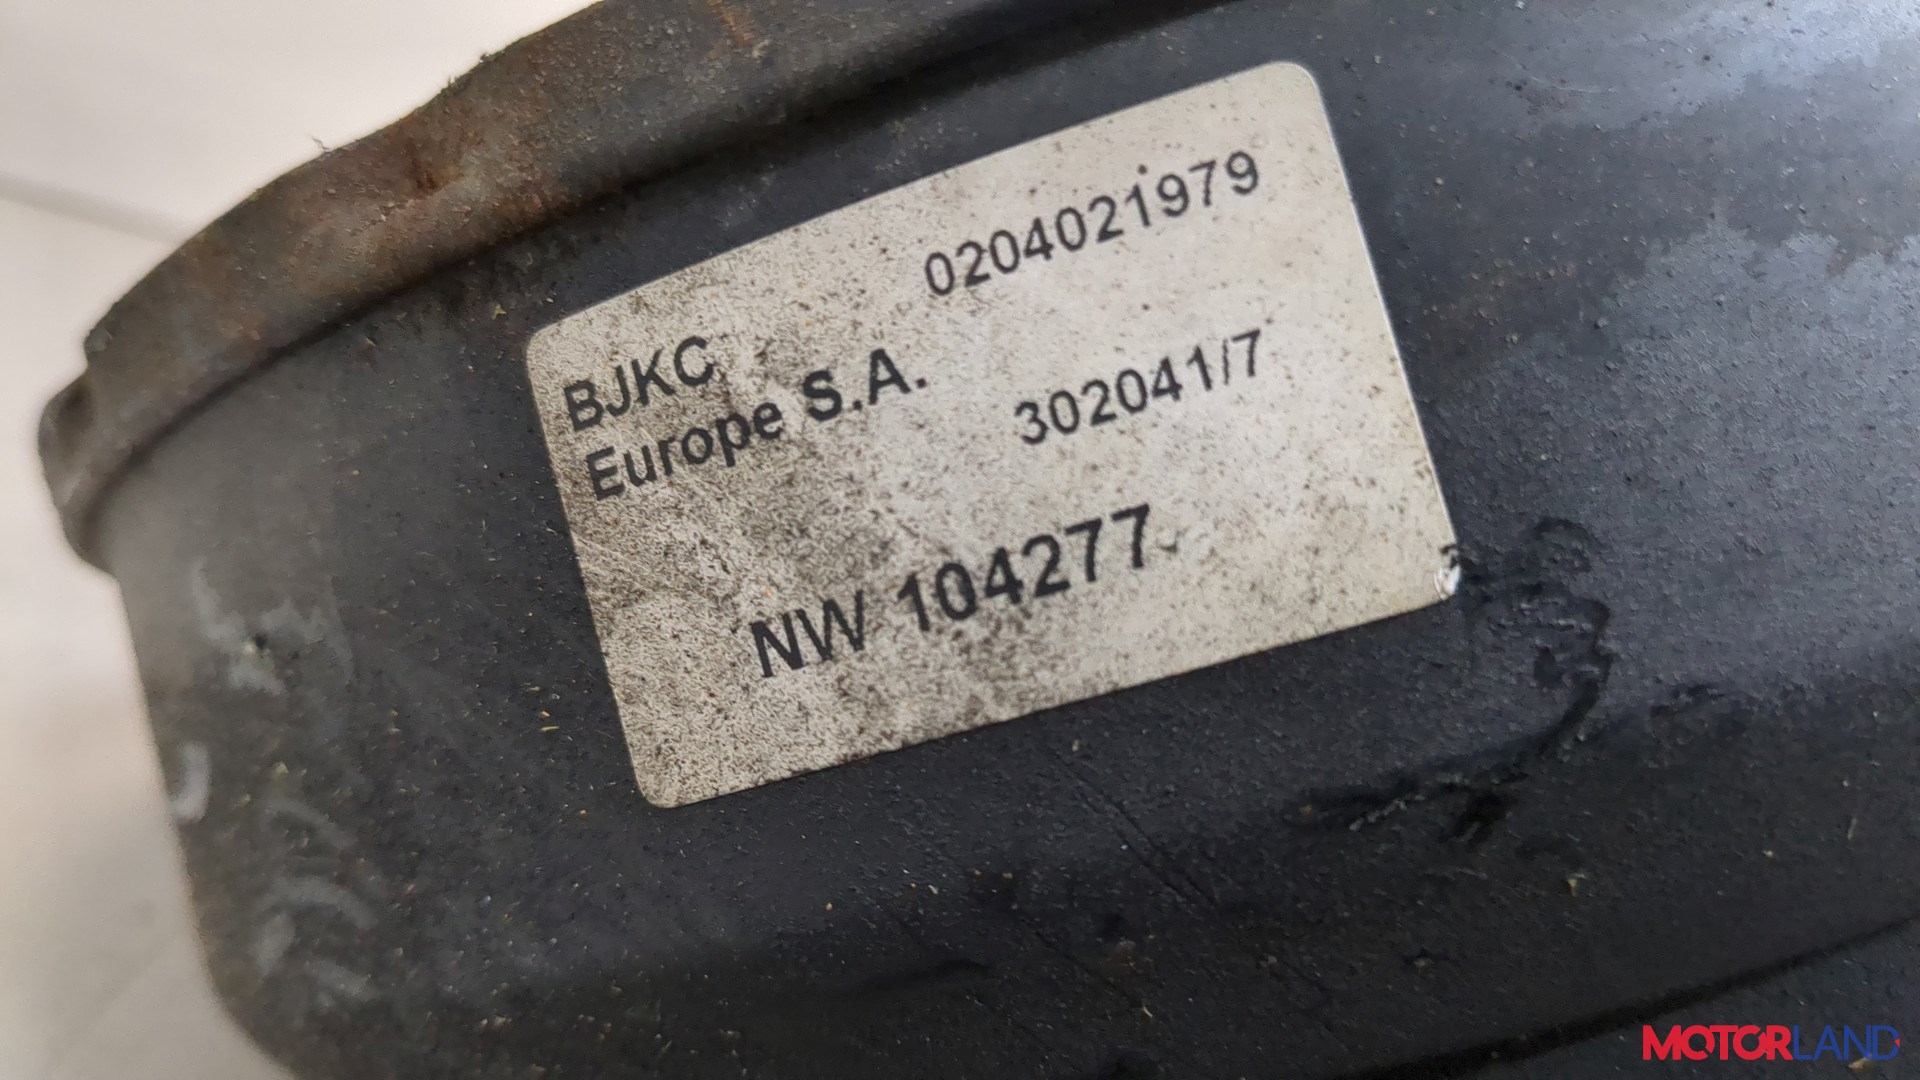 0204021979
BJKC
Europe S.A.
302041/7
NW 104277
MOTORLAND